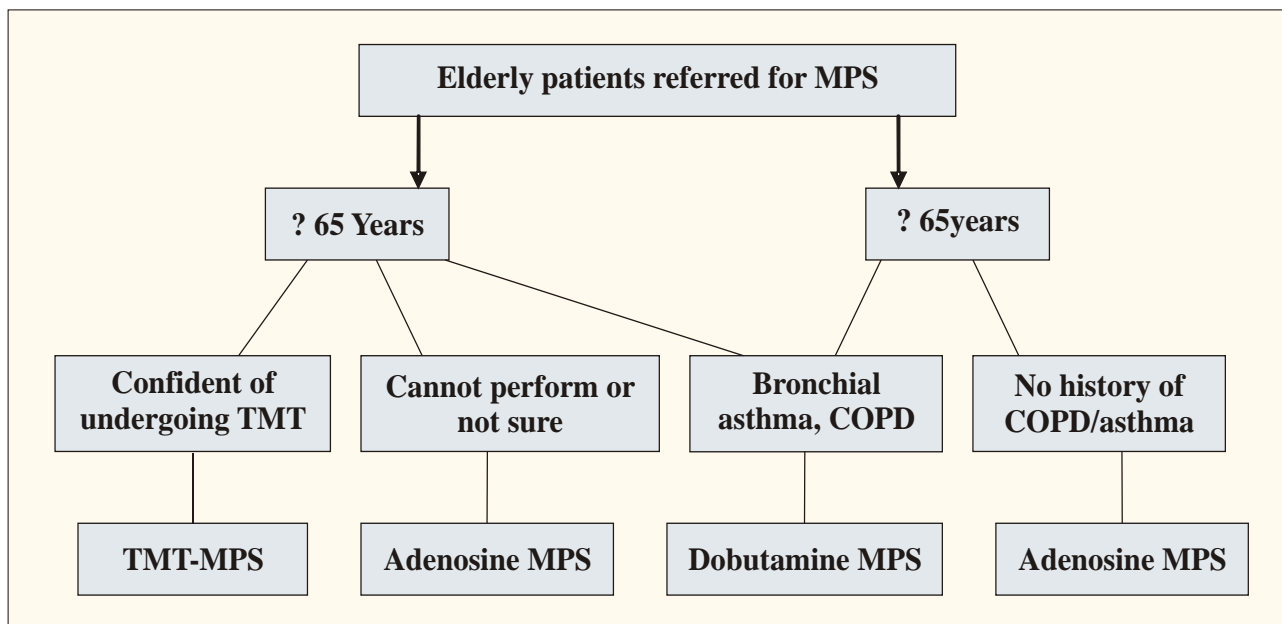 Elderly patients referred for MPS
? 65 Years
? 65years
Confident of
undergoing TMT
Cannot perform or
not sure
Bronchial
asthma, COPD
No history of
COPD/asthma
TMT-MPS
Adenosine MPS
Dobutamine MPS
Adenosine MPS